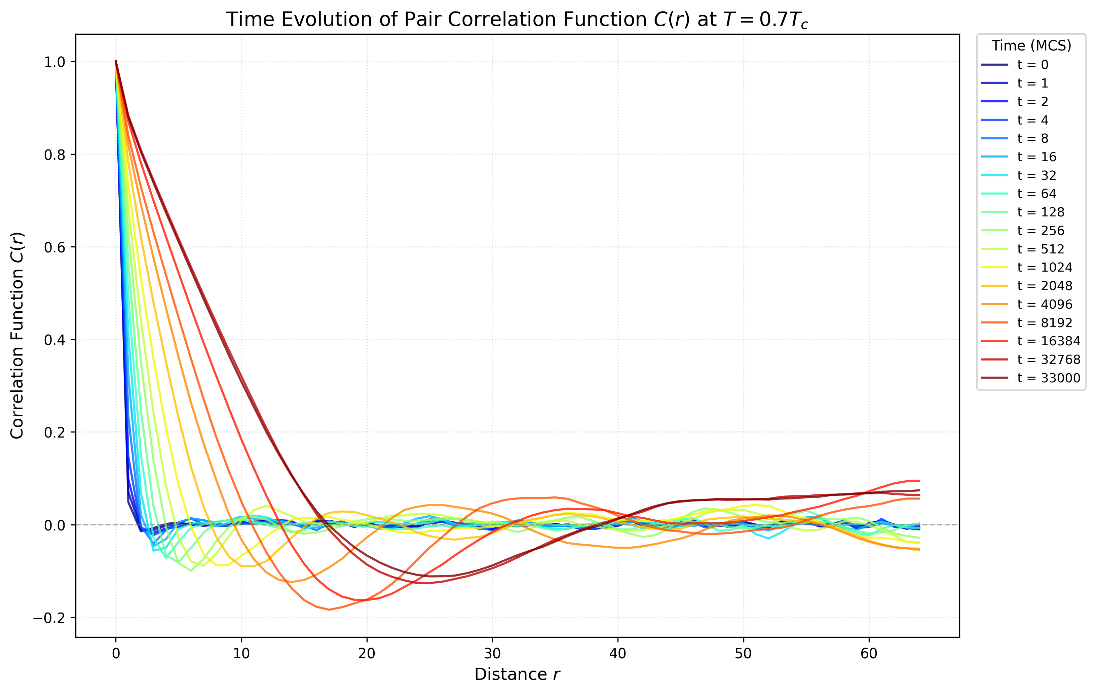 Time Evolution of Pair Correlation Function C(r) at T = 0.7T_c
Correlation Function C(r)
1.0
0.8
0.6
0.4
0.2
0.0
−0.2
0
10
20
30
40
50
60
Distance r
Time (MCS)
t = 0
t = 1
t = 2
t = 4
t = 8
t = 16
t = 32
t = 64
t = 128
t = 256
t = 512
t = 1024
t = 2048
t = 4096
t = 8192
t = 16384
t = 32768
t = 33000